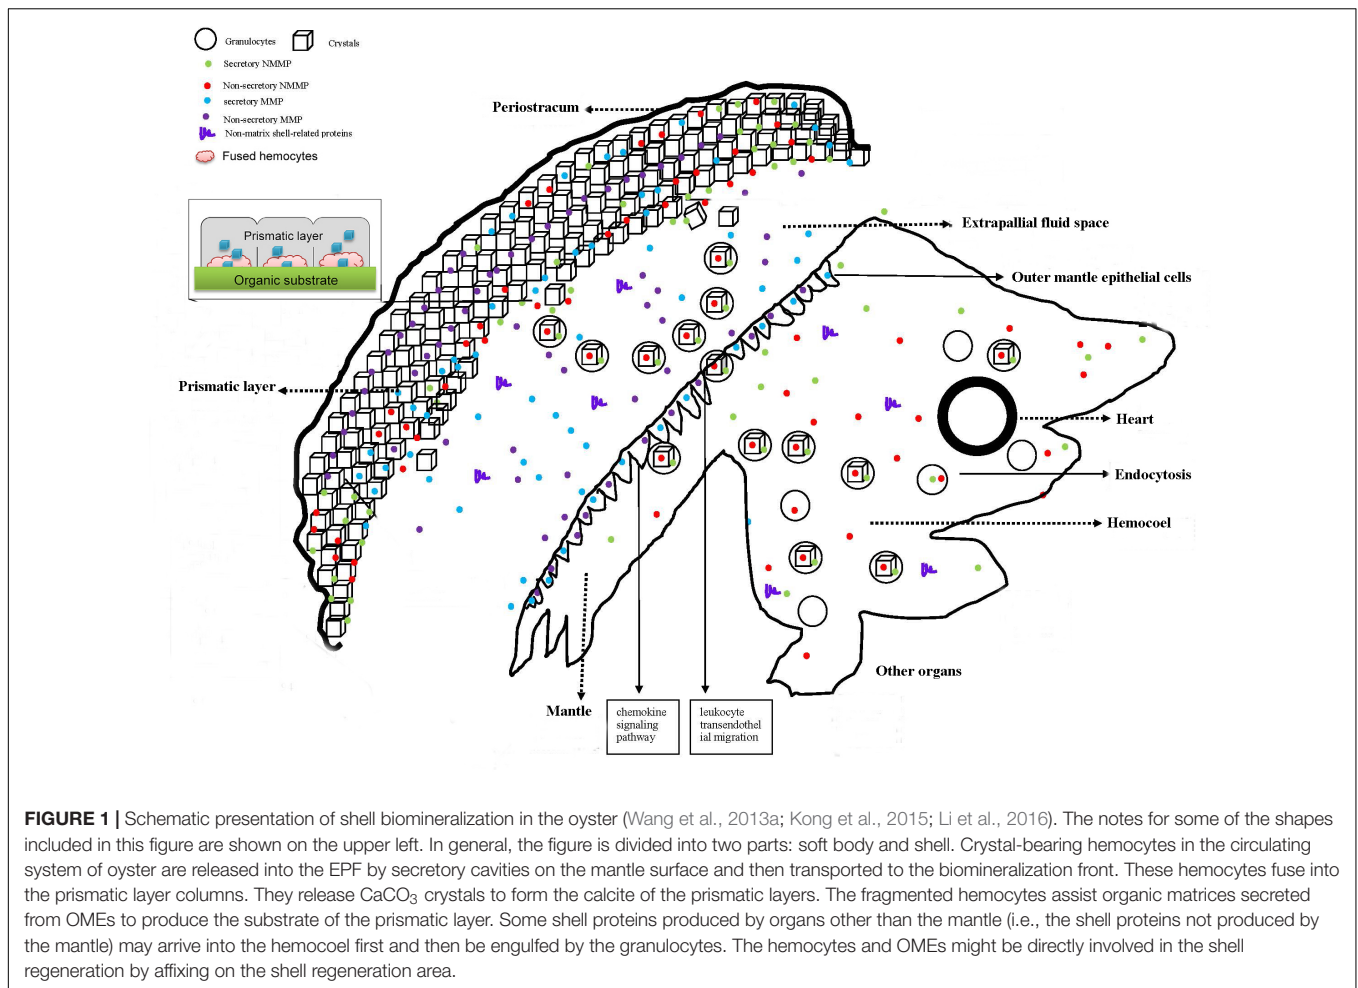 Granulocytes
Crystals
Secretory NMMP
Non-secretory NMMP
secretory MMP
Non-secretory MMP
Non-matrix shell-related proteins
Fused hemocytes
Periostracum
Prismatic layer
Organic substrate
Extrapallial fluid space
Outer mantle epithelial cells
Prismatic layer
Heart
Endocytosis
Hemocoel
Other organs
Mantle
chemokine
signaling
pathway
leukocyte
transendothel
ial migration
FIGURE 1 | Schematic presentation of shell biomineralization in the oyster (Wang et al., 2013a; Kong et al., 2015; Li et al., 2016). The notes for some of the shapes
included in this figure are shown on the upper left. In general, the figure is divided into two parts: soft body and shell. Crystal-bearing hemocytes in the circulating
system of oyster are released into the EPF by secretory cavities on the mantle surface and then transported to the biomineralization front. These hemocytes fuse into
the prismatic layer columns. They release CaCO₃ crystals to form the calcite of the prismatic layers. The fragmented hemocytes assist organic matrices secreted
from OMEs to produce the substrate of the prismatic layer. Some shell proteins produced by organs other than the mantle (i.e., the shell proteins not produced by
the mantle) may arrive into the hemocoel first and then be engulfed by the granulocytes. The hemocytes and OMEs might be directly involved in the shell
regeneration by affixing on the shell regeneration area.